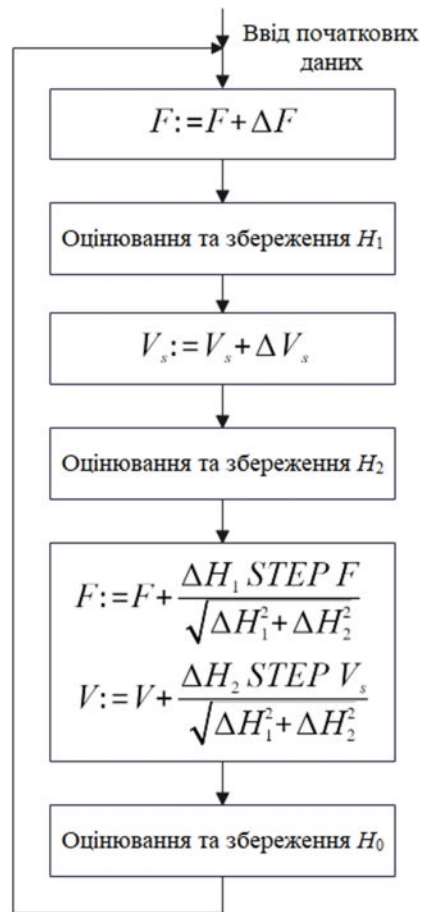 Ввід початкових
даних
F:=F+ΔF
Оцінювання та збереження H₁
Vₛ:=Vₛ+ΔVₛ
Оцінювання та збереження H₂
F:=F+ ΔH₁ STEP F / √ΔH₁²+ΔH₂²
V:=V+ ΔH₂ STEP Vₛ / √ΔH₁²+ΔH₂²
Оцінювання та збереження H₀